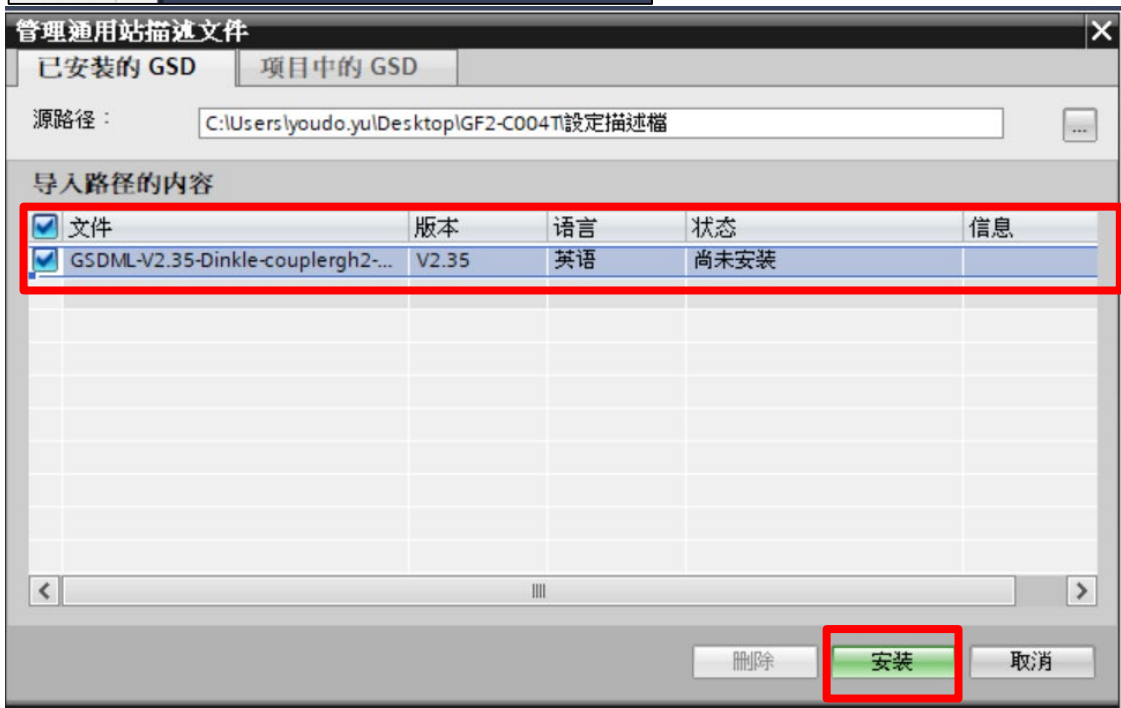 管理通用站描述文件
已安装的 GSD 项目中的 GSD
源路径： C:\Users\youdo.yu\Desktop\GF2-C004T\設定描述檔 ...
导入路径的内容
文件 版本 语言 状态 信息
GSDML-V2.35-Dinkle-couplergh2-... V2.35 英语 尚未安装
删除 安装 取消